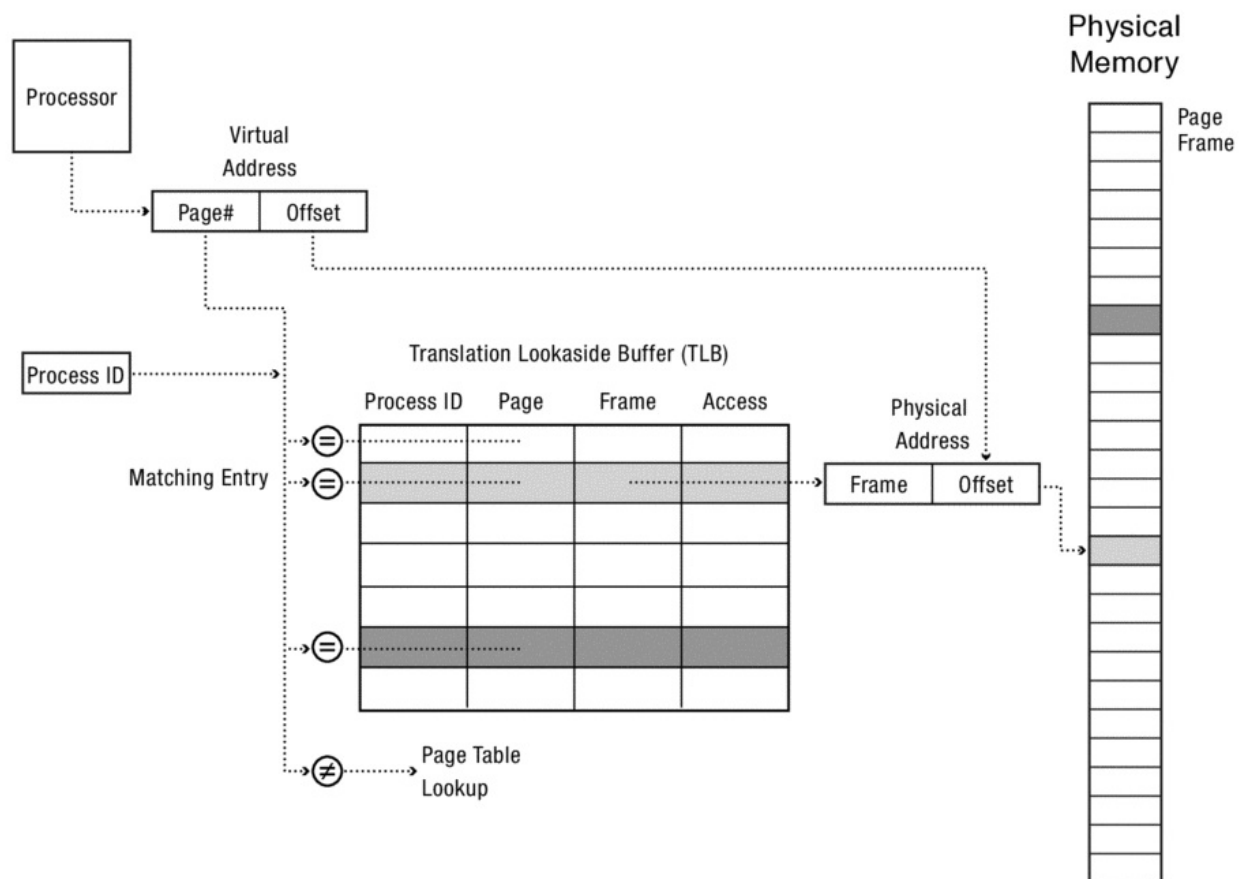 Physical
Memory
Processor
Page
Frame
Virtual
Address
Page# Offset
Process ID
Translation Lookaside Buffer (TLB)
Process ID Page Frame Access
Physical
Address
=
Matching Entry
=
Frame Offset
=
≠
Page Table
Lookup